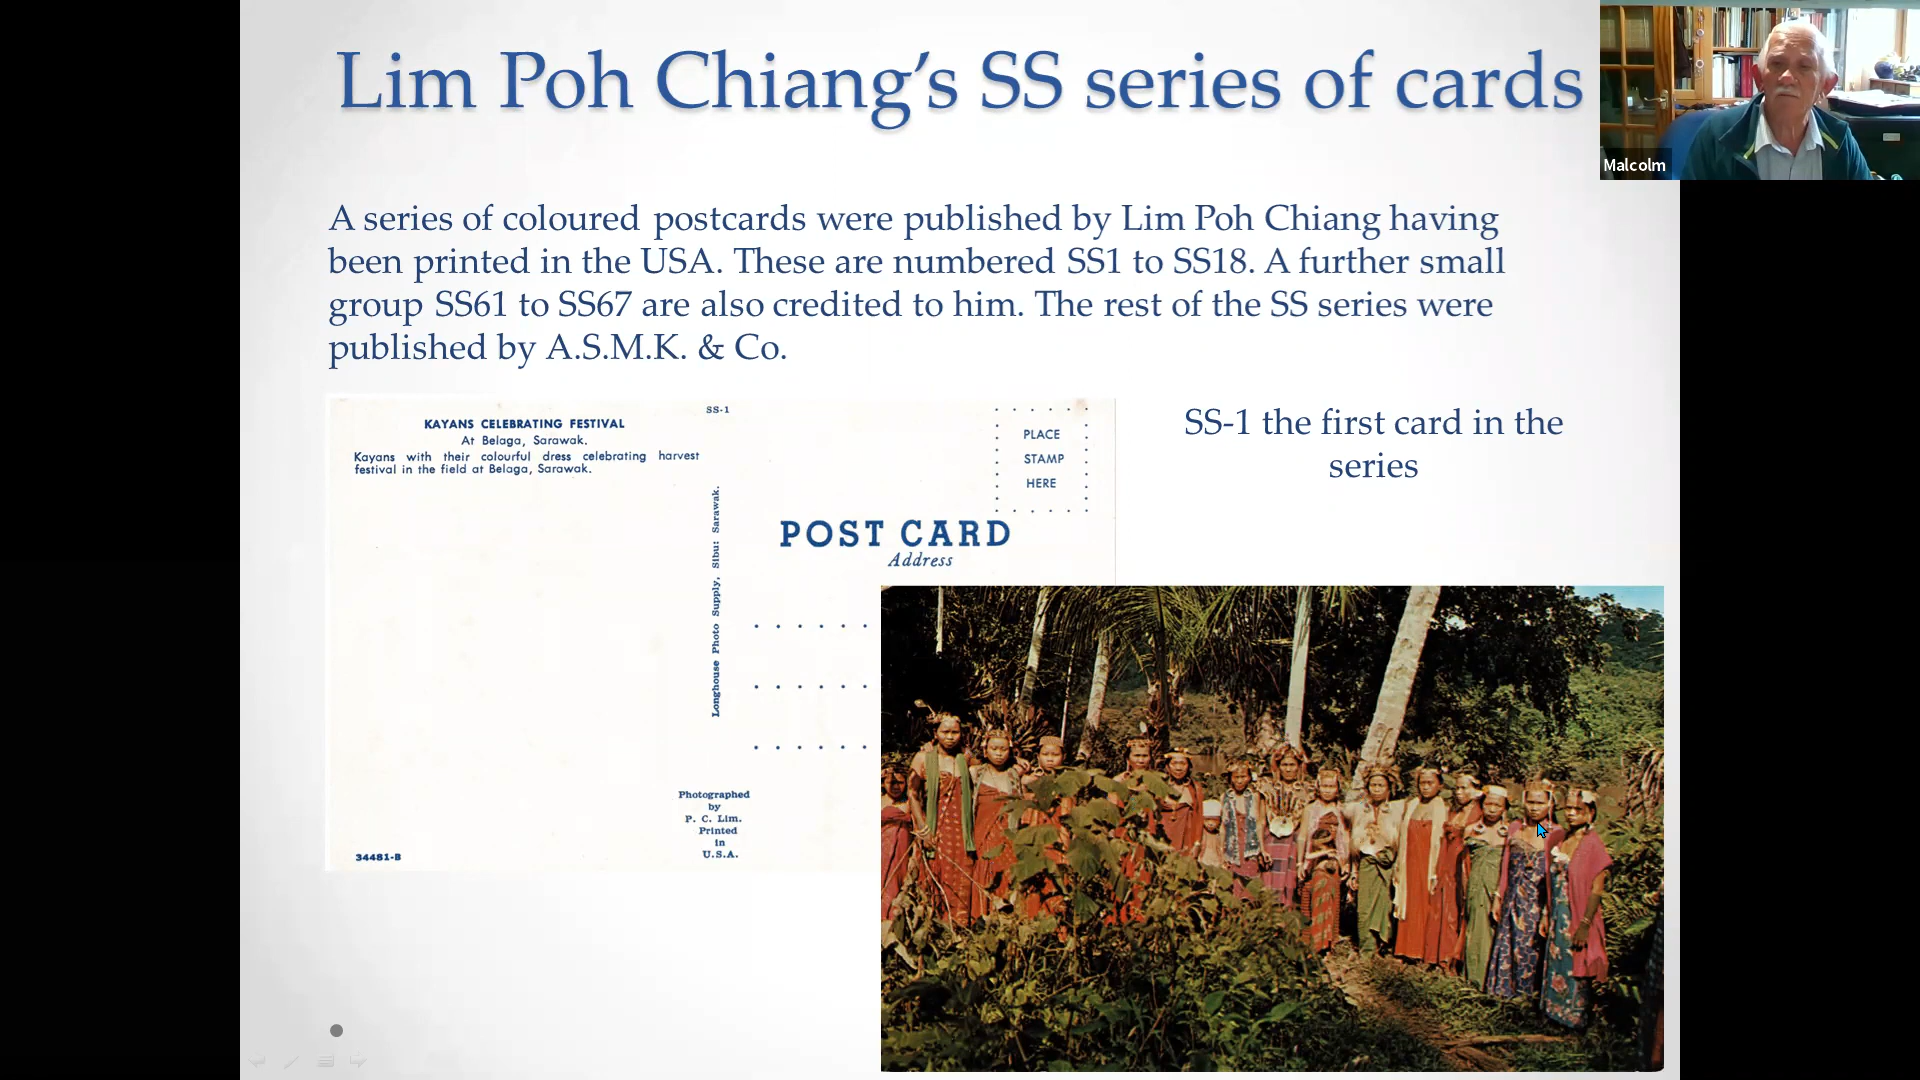 Lim Poh Chiang's SS series of cards
Malcolm
A series of coloured postcards were published by Lim Poh Chiang having
been printed in the USA. These are numbered SS1 to SS18. A further small
group SS61 to SS67 are also credited to him. The rest of the SS series were
published by A.S.M.K. & Co.
SS-1 the first card in the
series
SS-1
KAYANS CELEBRATING FESTIVAL
At Belaga, Sarawak.
Kayans with their colourful dress celebrating harvest
festival in the field at Belaga, Sarawak.
PLACE
STAMP
HERE
POST CARD
Address
Longhouse Photo Supply, Sibu: Sarawak.
Photographed
by
P. C. Lim.
Printed
in
U.S.A.
34481-B